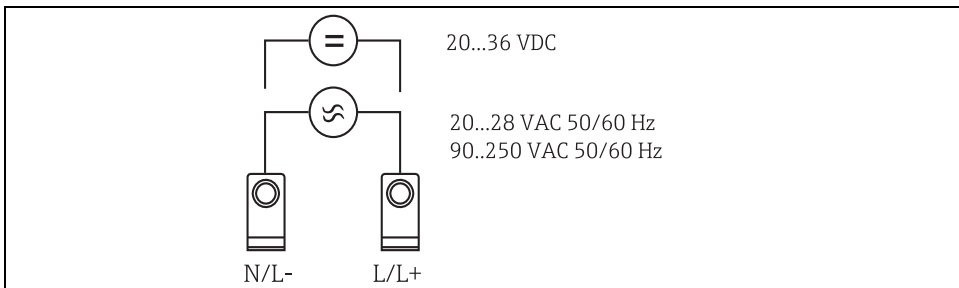 20...36 VDC
20...28 VAC 50/60 Hz
90..250 VAC 50/60 Hz
N/L- L/L+